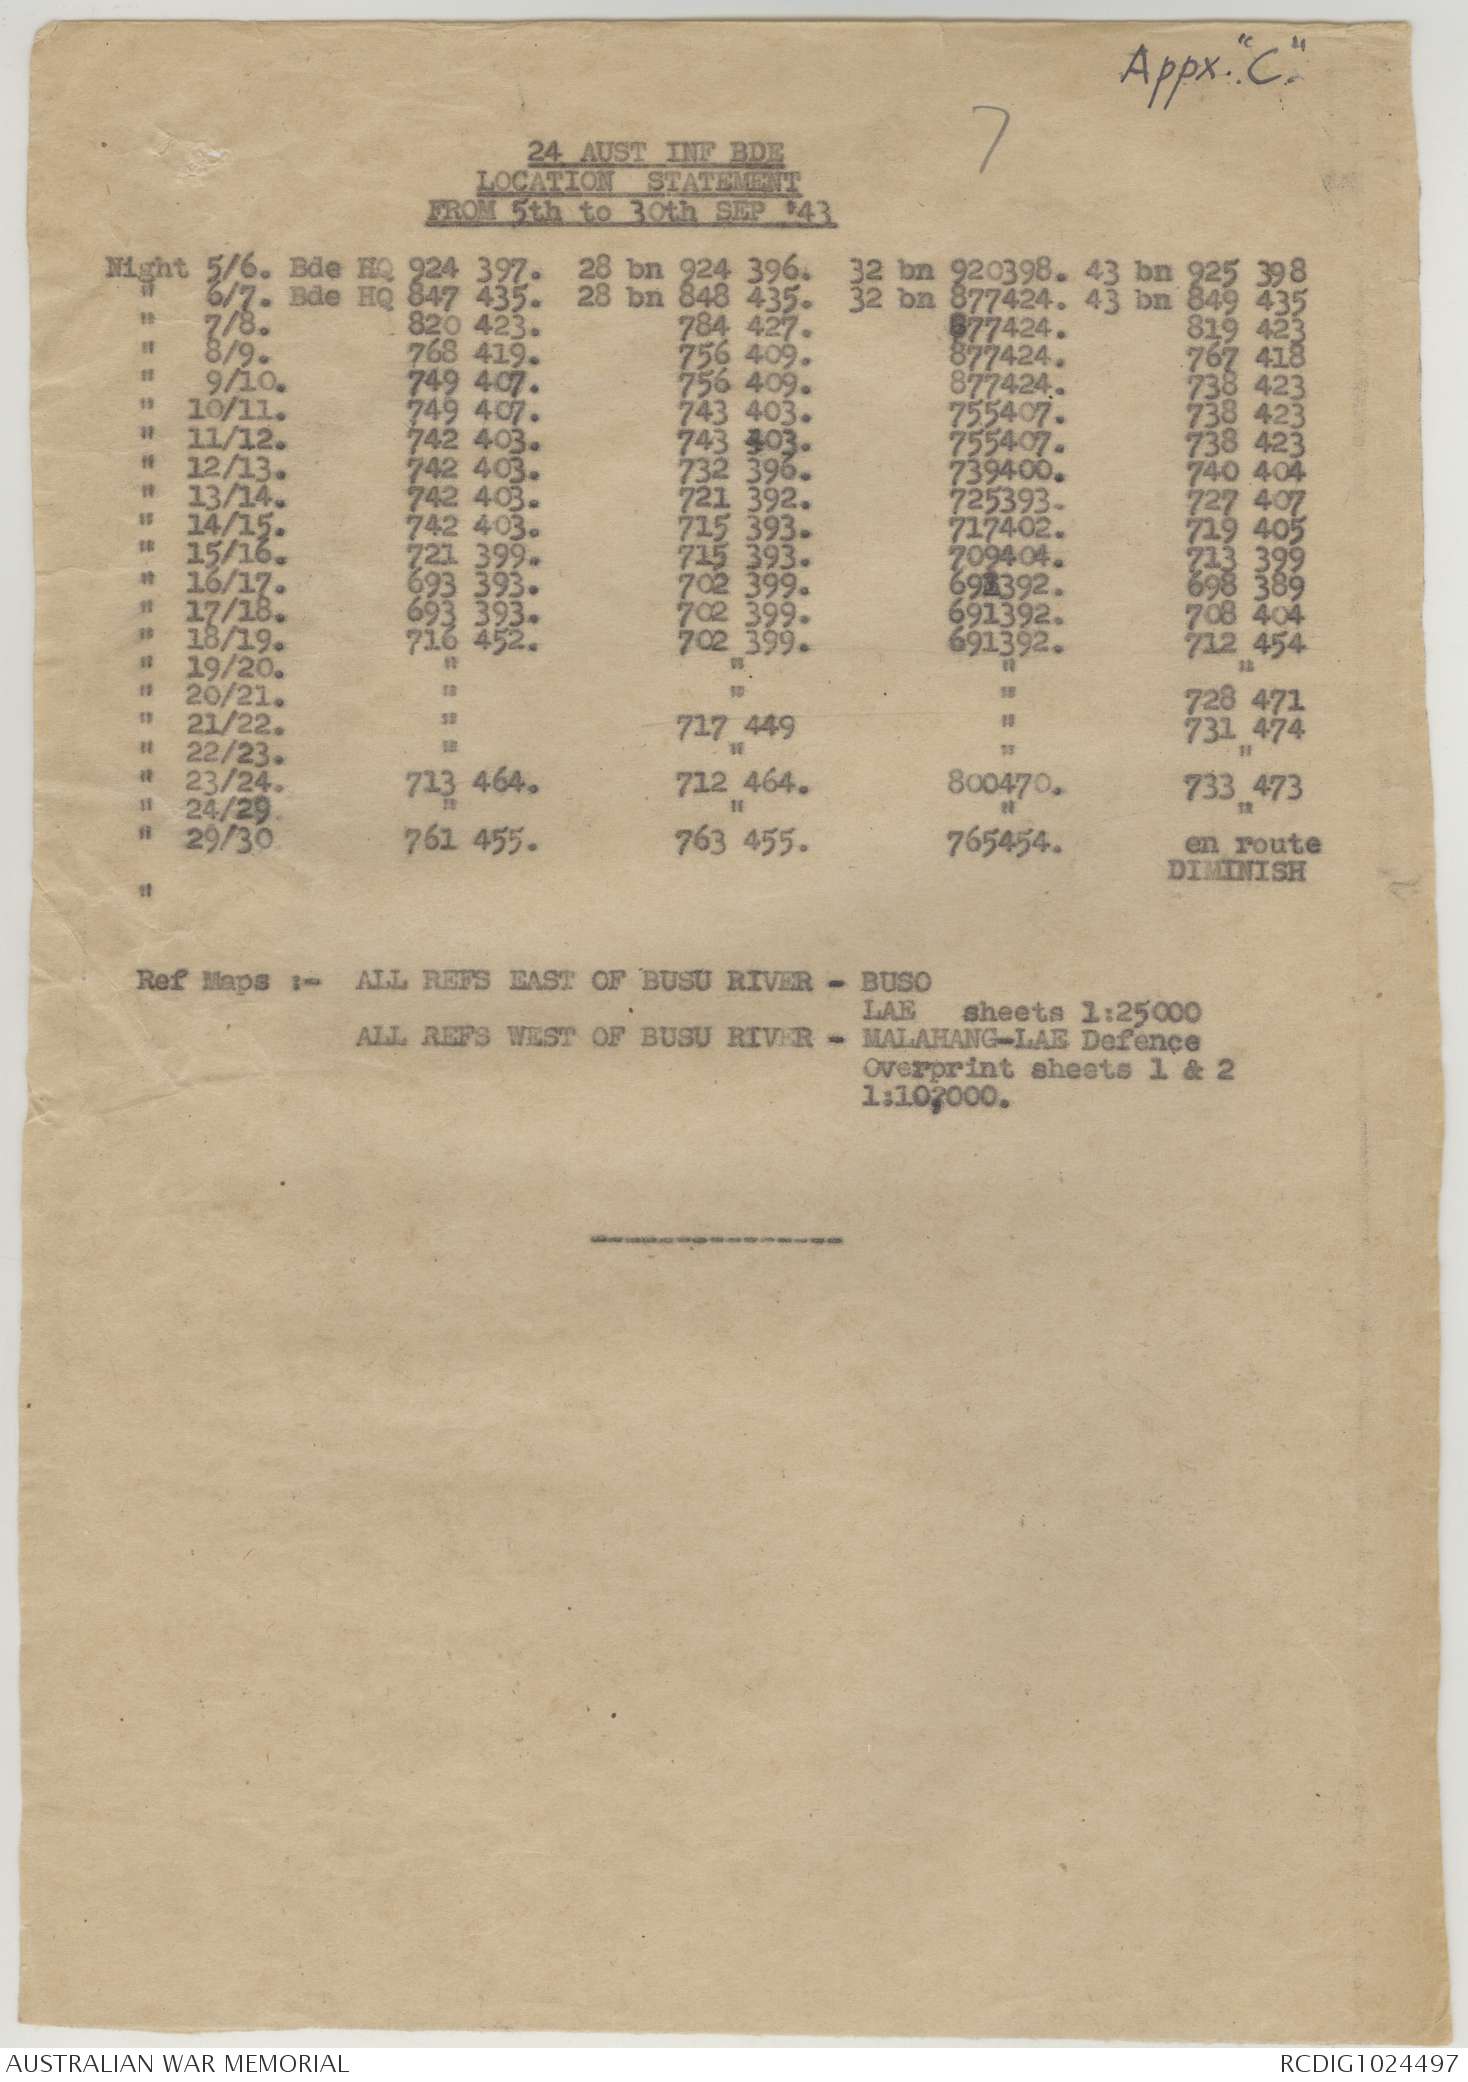 Appx. "C".
7
24 AUST INF BDE
LOCATION STATEMENT
FROM 5th to 30th SEP '43
Night 5/6. Bde HQ 924 397. 28 bn 924 396. 32 bn 920398. 43 bn 925 398
" 6/7. Bde HQ 847 435. 28 bn 848 435. 32 bn 877424. 43 bn 849 435
" 7/8. 820 423. 784 427. 877424. 819 423
" 8/9. 768 419. 756 409. 877424. 767 418
" 9/10. 749 407. 756 409. 877424. 738 423
" 10/11. 749 407. 743 403. 755407. 738 423
" 11/12. 742 403. 743 403. 755407. 738 423
" 12/13. 742 403. 732 396. 739400. 740 404
" 13/14. 742 403. 721 392. 725393. 727 407
" 14/15. 742 403. 715 393. 717402. 719 405
" 15/16. 721 399. 715 393. 709404. 713 399
" 16/17. 693 393. 702 399. 691392. 698 389
" 17/18. 693 393. 702 399. 691392. 708 404
" 18/19. 716 452. 702 399. 691392. 712 454
" 19/20. " " " "
" 20/21. " " " 728 471
" 21/22. " 717 449 " 731 474
" 22/23. " " " "
" 23/24. 713 464. 712 464. 800470. 733 473
" 24/29 " " " "
" 29/30 761 455. 763 455. 765454. en route
DIMINISH
"
Ref Maps :- ALL REFS EAST OF BUSU RIVER - BUSO
LAE sheets 1:25000
ALL REFS WEST OF BUSU RIVER - MALAHANG-LAE Defence
Overprint sheets 1 & 2
1:10,000.
---------------
AUSTRALIAN WAR MEMORIAL
RCDIG1024497